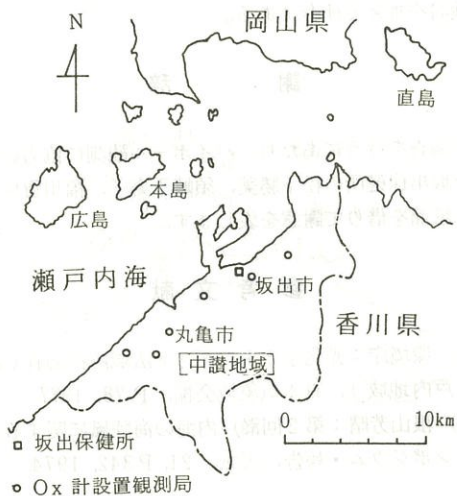 岡山県
N
直島
本島
広島
瀬戸内海
坂出市
香川県
丸亀市
中讃地域
0 10km
坂出保健所
Ox 計設置観測局